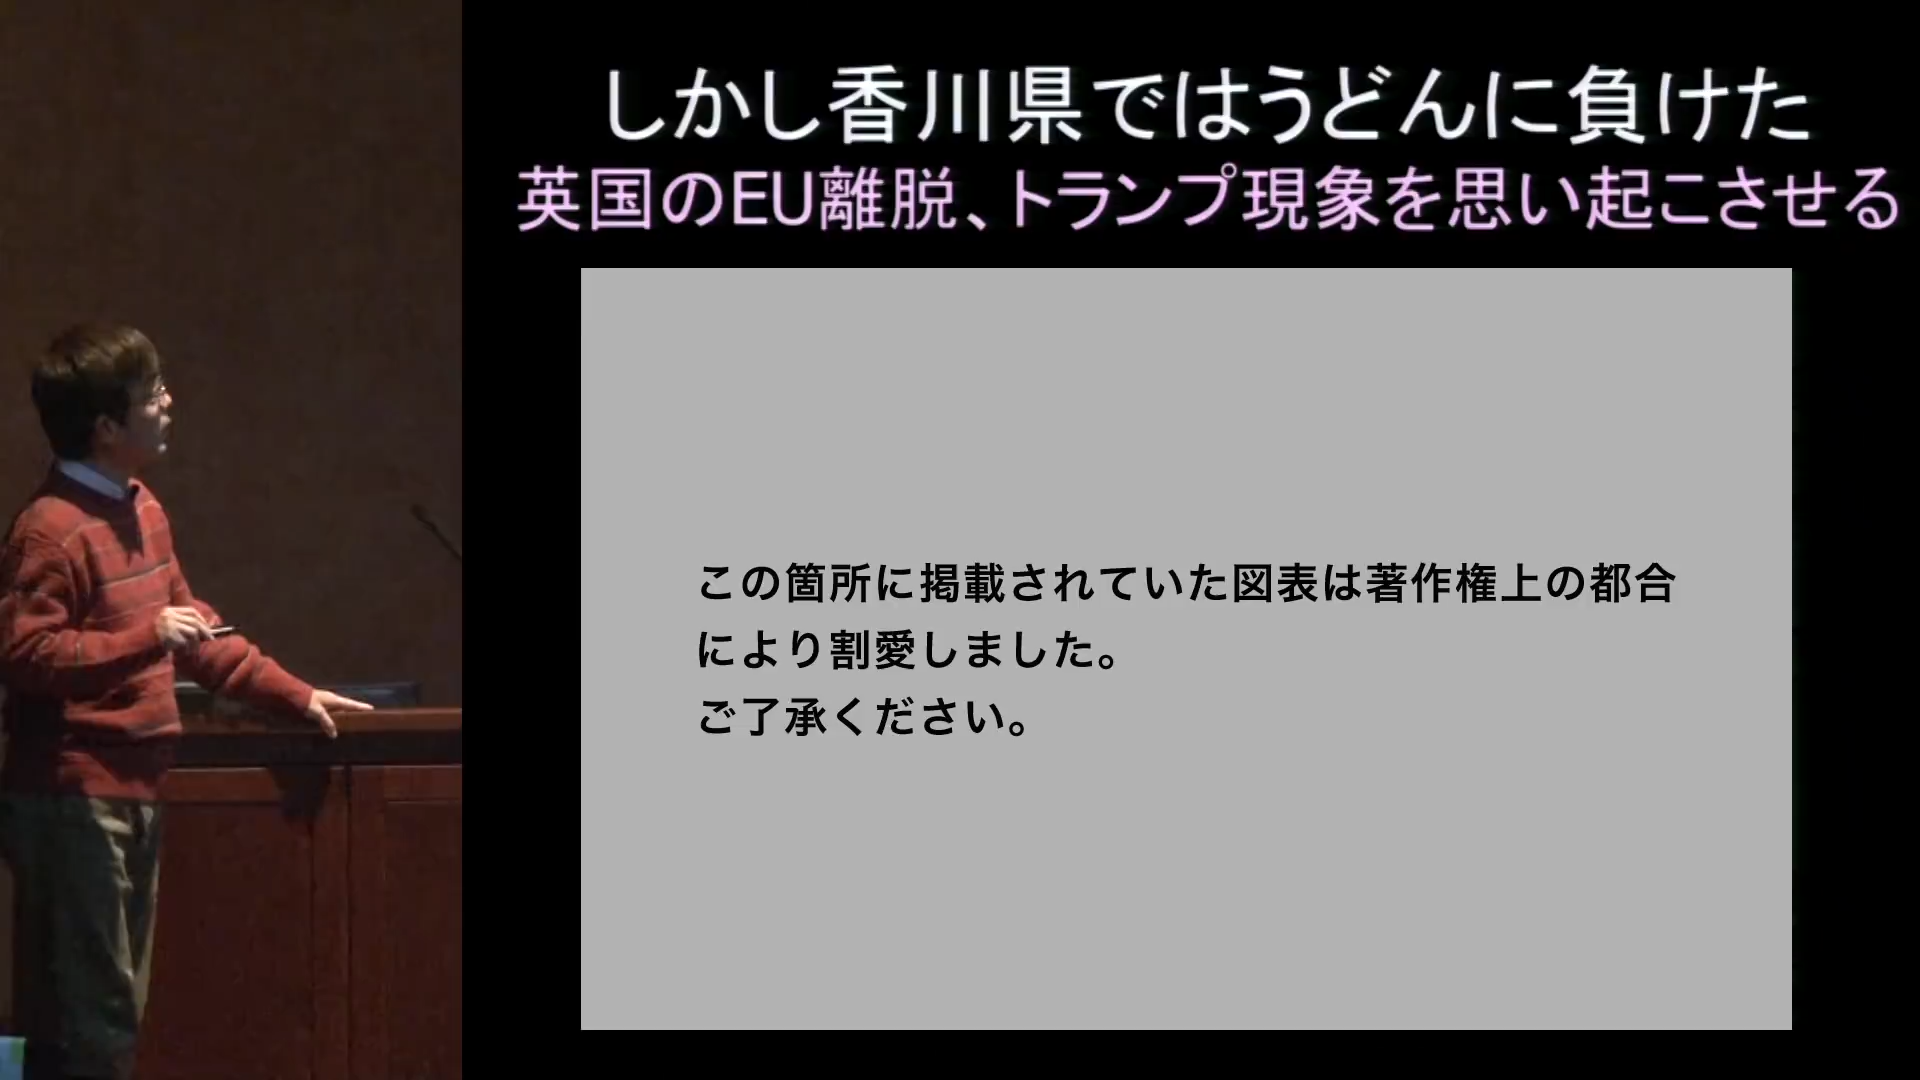 しかし香川県ではうどんに負けた
英国のEU離脱、トランプ現象を思い起こさせる
この箇所に掲載されていた図表は著作権上の都合
により割愛しました。
ご了承ください。